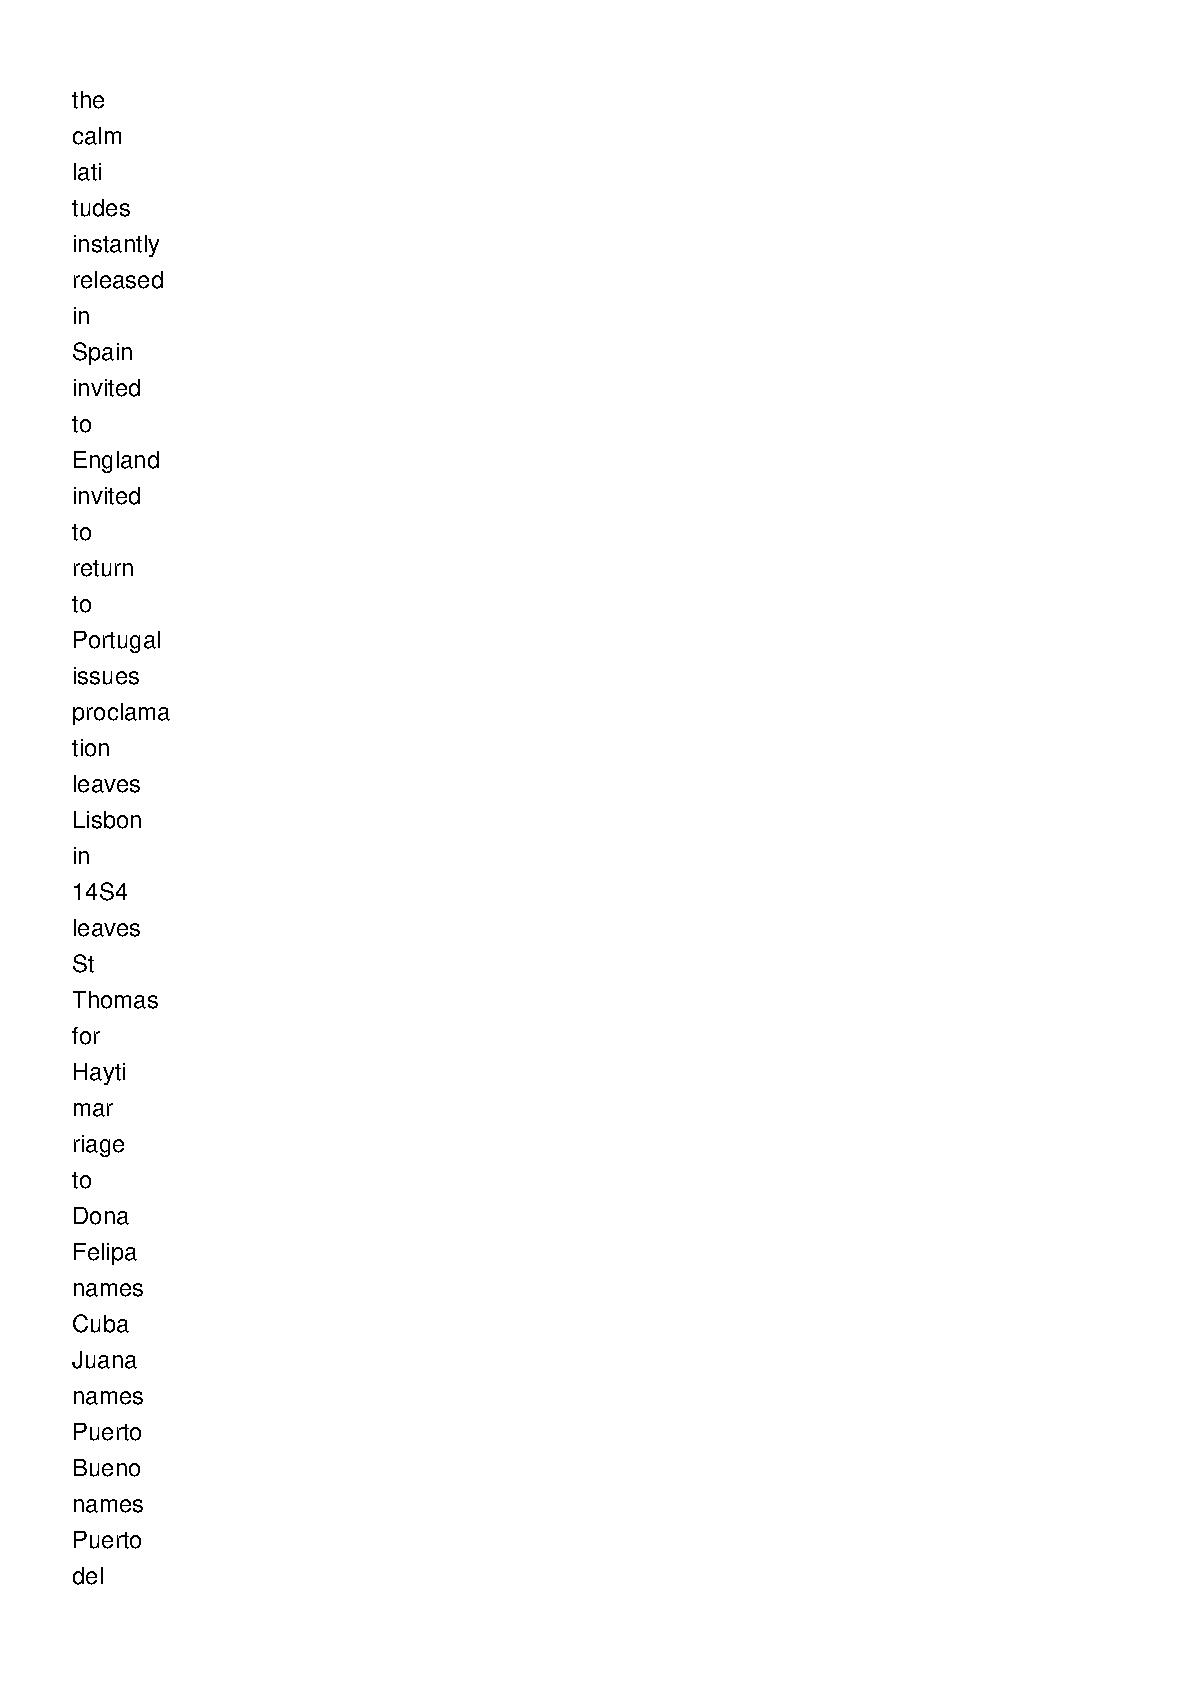 the
calm
lati
tudes
instantly
released
in
Spain
invited
to
England
invited
to
return
to
Portugal
issues
proclama
tion
leaves
Lisbon
in
14S4
leaves
St
Thomas
for
Hayti
mar
riage
to
Dona
Felipa
names
Cuba
Juana
names
Puerto
Bueno
names
Puerto
del